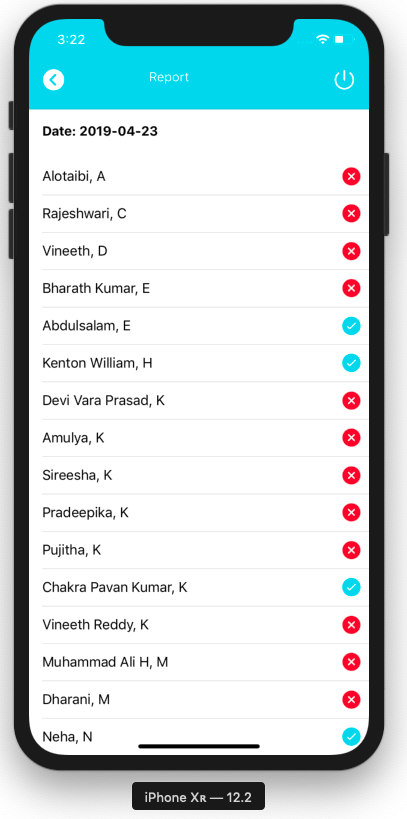 3:22
Report
Date: 2019-04-23
Alotaibi, A
Rajeshwari, C
Vineeth, D
Bharath Kumar, E
Abdulsalam, E
Kenton William, H
Devi Vara Prasad, K
Amulya, K
Sireesha, K
Pradeepika, K
Pujitha, K
Chakra Pavan Kumar, K
Vineeth Reddy, K
Muhammad Ali H, M
Dharani, M
Neha, N
iPhone Xʀ — 12.2